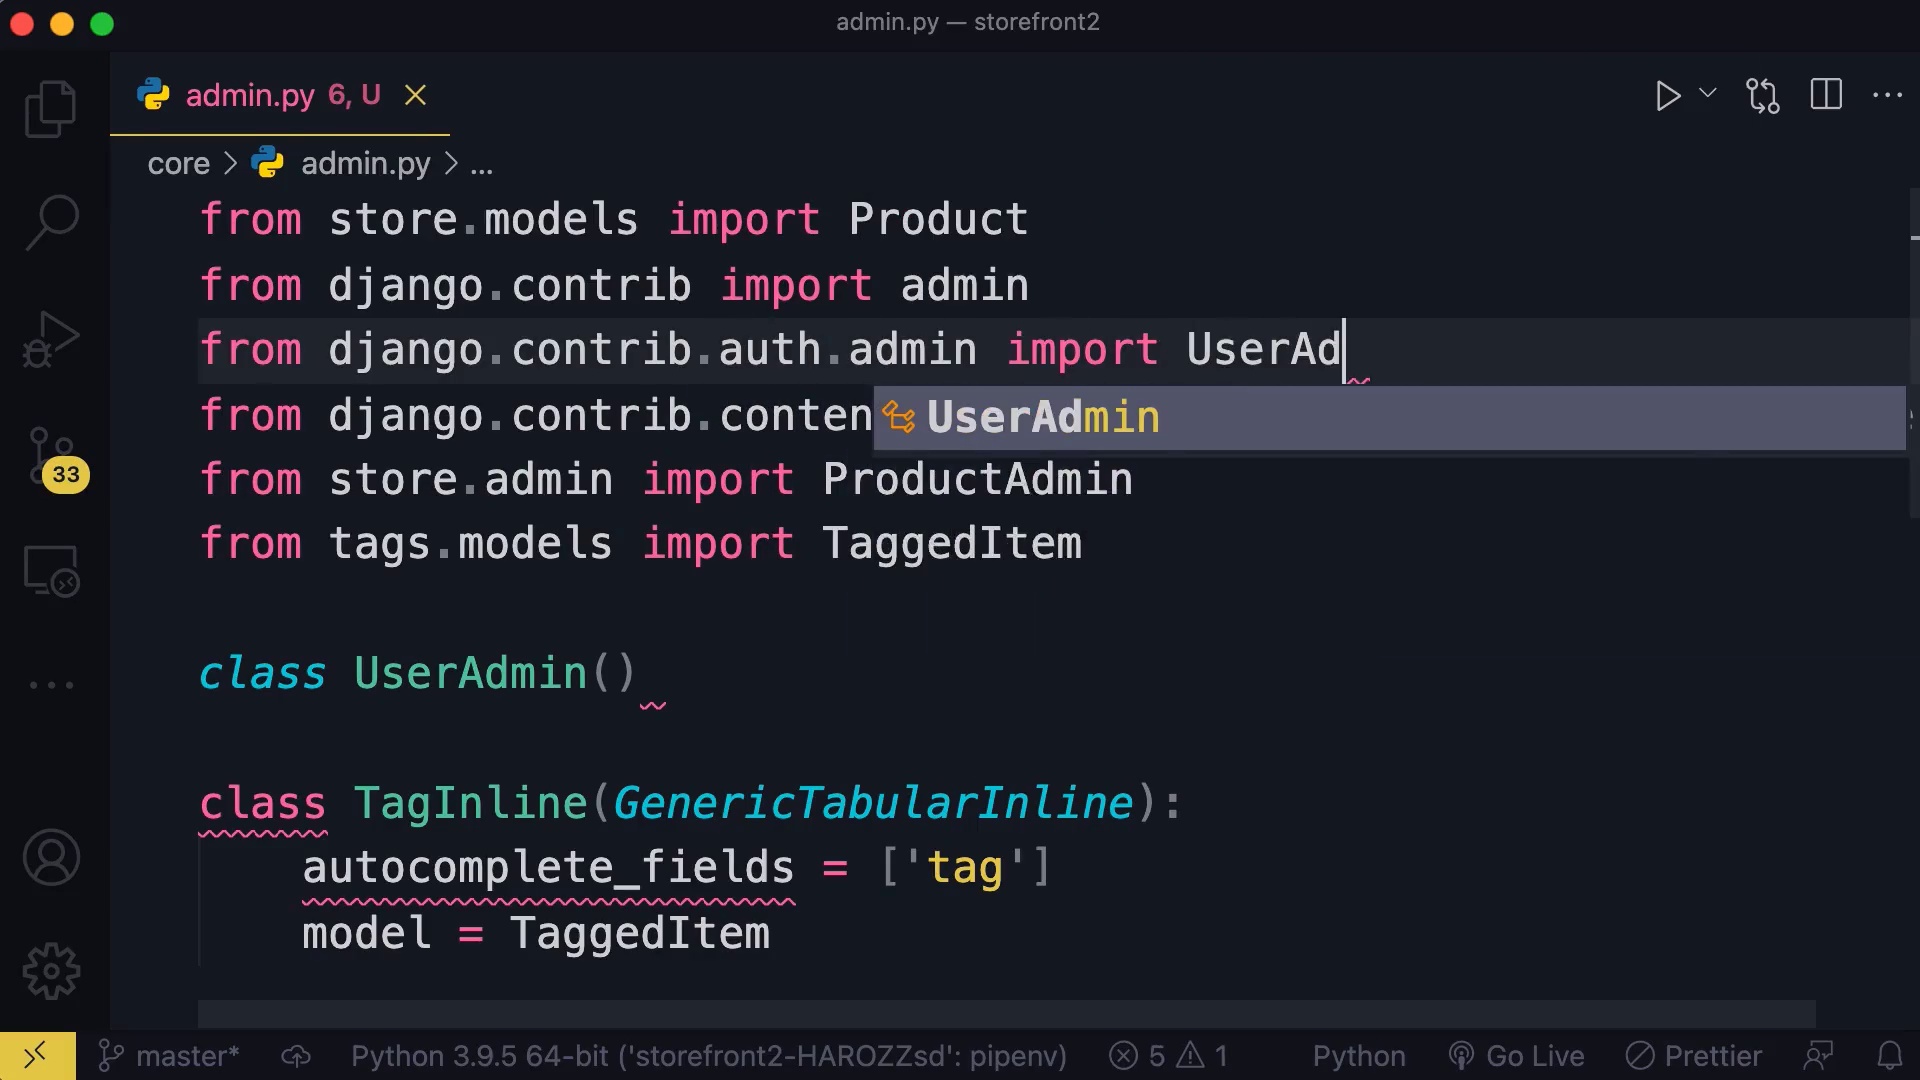 admin.py — storefront2
admin.py 6, U
core > admin.py > ...
from store.models import Product
from django.contrib import admin
from django.contrib.auth.admin import UserAd
from django.contrib.conten
UserAdmin
from store.admin import ProductAdmin
from tags.models import TaggedItem
class UserAdmin()
class TagInline(GenericTabularInline):
autocomplete_fields = ['tag']
model = TaggedItem
33
master* Python 3.9.5 64-bit ('storefront2-HAROZZsd': pipenv) 5 1 Python Go Live Prettier